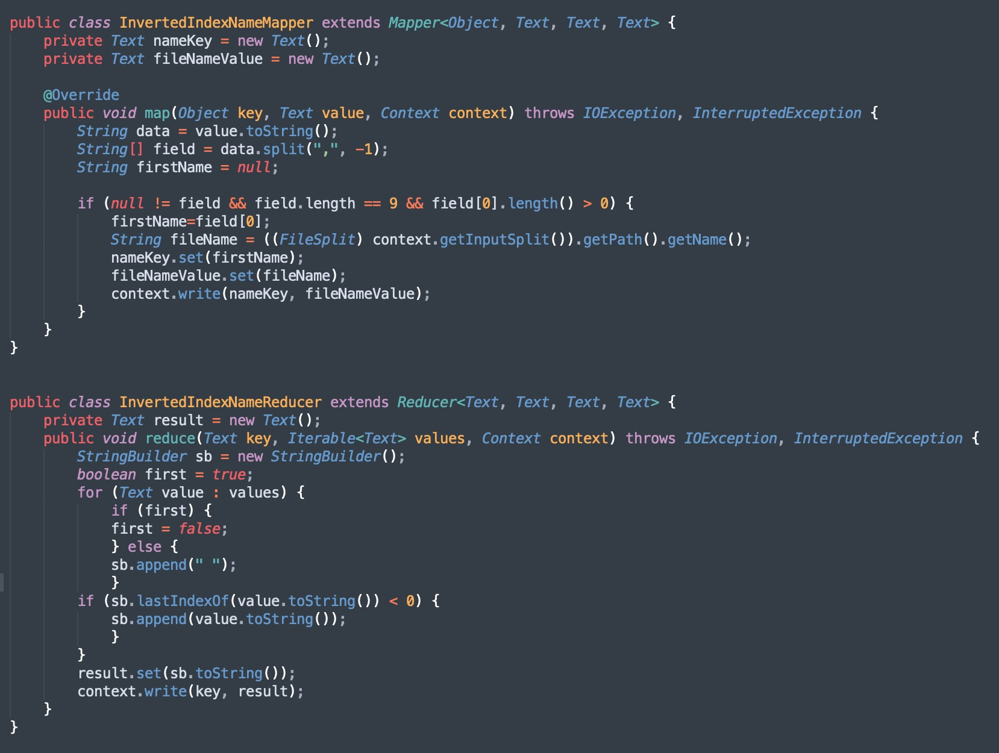 public class InvertedIndexNameMapper extends Mapper<Object, Text, Text, Text> {
    private Text nameKey = new Text();
    private Text fileNameValue = new Text();

    @Override
    public void map(Object key, Text value, Context context) throws IOException, InterruptedException {
        String data = value.toString();
        String[] field = data.split(",", -1);
        String firstName = null;

        if (null != field && field.length == 9 && field[0].length() > 0) {
            firstName=field[0];
            String fileName = ((FileSplit) context.getInputSplit()).getPath().getName();
            nameKey.set(firstName);
            fileNameValue.set(fileName);
            context.write(nameKey, fileNameValue);
        }
    }
}


public class InvertedIndexNameReducer extends Reducer<Text, Text, Text, Text> {
    private Text result = new Text();
    public void reduce(Text key, Iterable<Text> values, Context context) throws IOException, InterruptedException {
        StringBuilder sb = new StringBuilder();
        boolean first = true;
        for (Text value : values) {
            if (first) {
            first = false;
            } else {
            sb.append(" ");
            }
        if (sb.lastIndexOf(value.toString()) < 0) {
            sb.append(value.toString());
            }
        }
        result.set(sb.toString());
        context.write(key, result);
    }
}